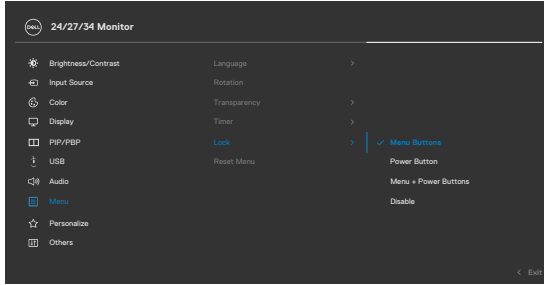 DELL
24/27/34 Monitor
Brightness/Contrast
Input Source
Color
Display
PIP/PBP
USB
Audio
Menu
Personalize
Others
Language
Rotation
Transparency
Timer
Lock
Reset Menu
Menu Buttons
Power Button
Menu + Power Buttons
Disable
Exit